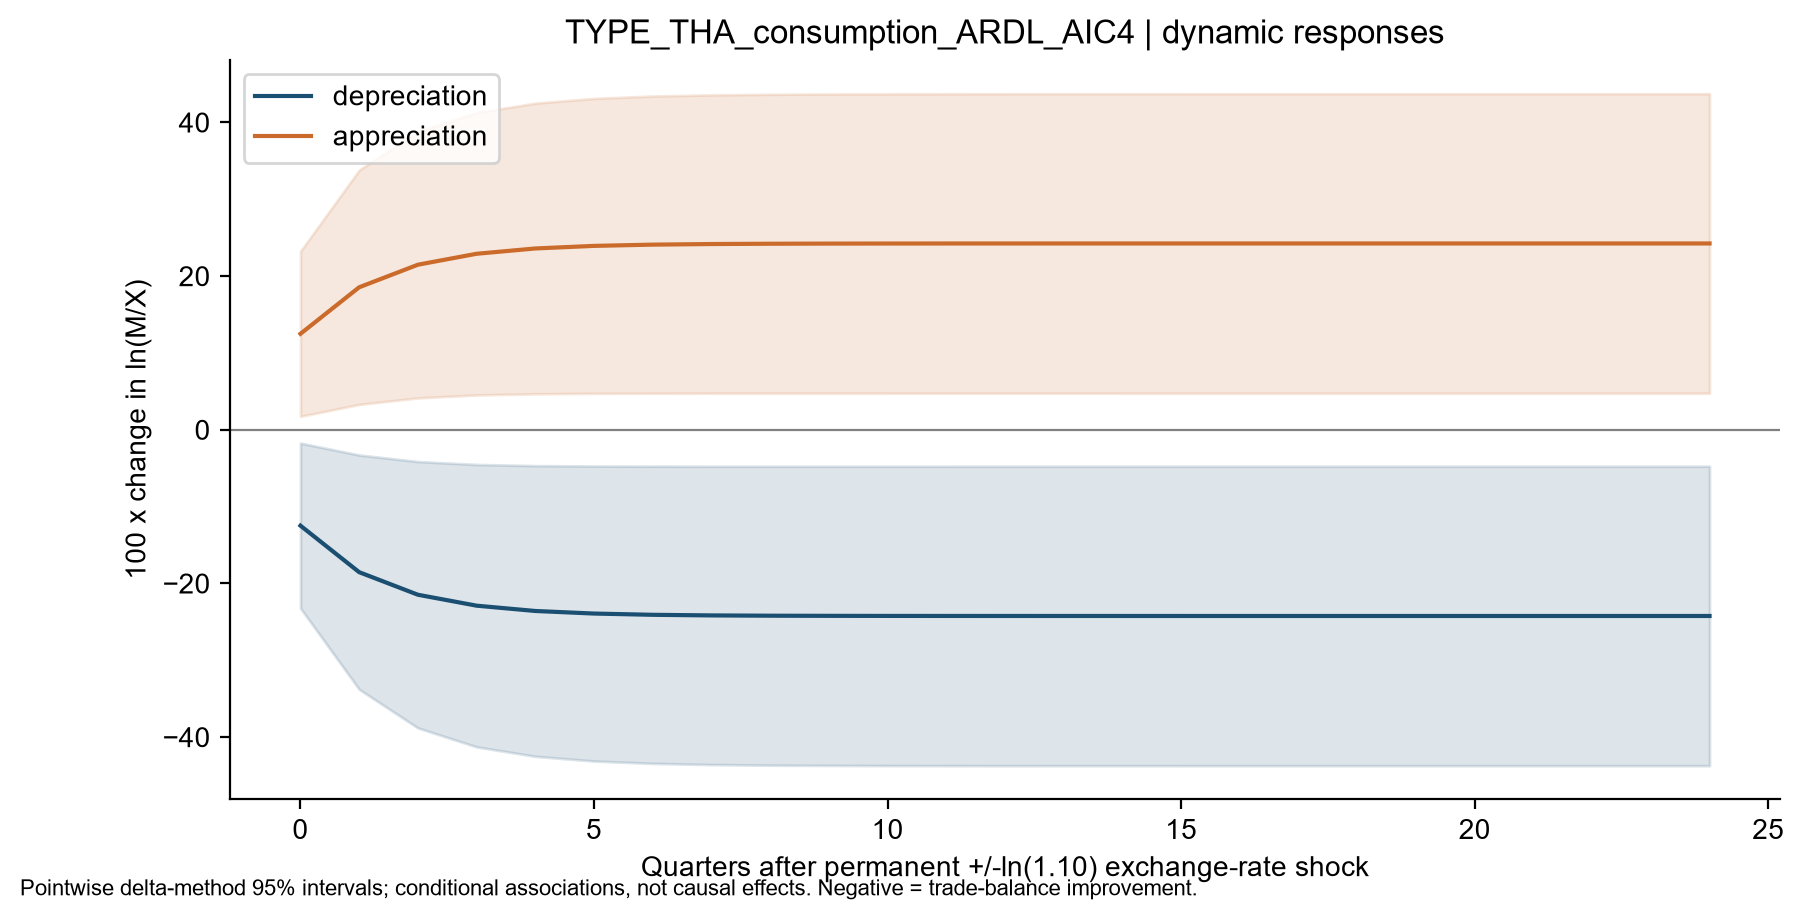 TYPE_THA_consumption_ARDL_AIC4 | dynamic responses
depreciation
appreciation
100 x change in ln(M/X)
40
20
0
−20
−40
0
5
10
15
20
25
Quarters after permanent +/-ln(1.10) exchange-rate shock
Pointwise delta-method 95% intervals; conditional associations, not causal effects. Negative = trade-balance improvement.